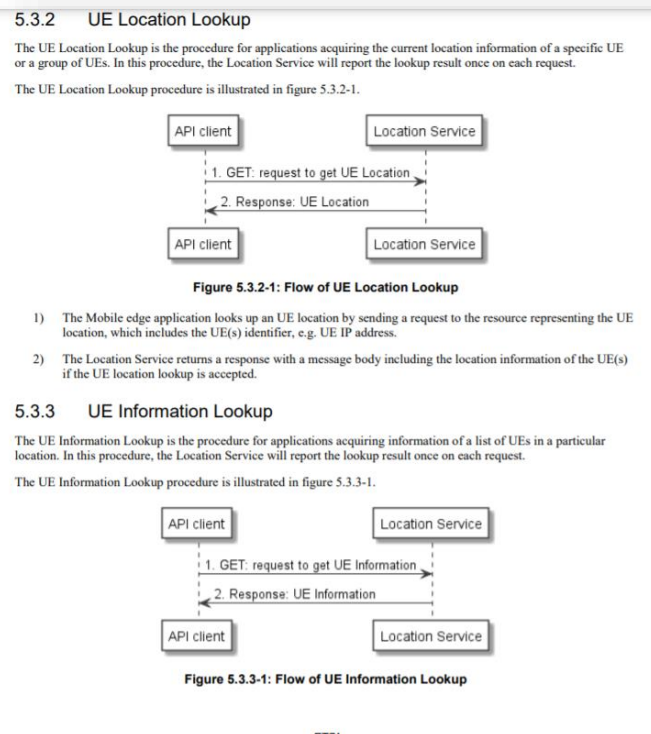 5.3.2 UE Location Lookup
The UE Location Lookup is the procedure for applications acquiring the current location information of a specific UE
or a group of UEs. In this procedure, the Location Service will report the lookup result once on each request.
The UE Location Lookup procedure is illustrated in figure 5.3.2-1.
API client
Location Service
1. GET: request to get UE Location
2. Response: UE Location
API client
Location Service
Figure 5.3.2-1: Flow of UE Location Lookup
1) The Mobile edge application looks up an UE location by sending a request to the resource representing the UE
location, which includes the UE(s) identifier, e.g. UE IP address.
2) The Location Service returns a response with a message body including the location information of the UE(s)
if the UE location lookup is accepted.
5.3.3 UE Information Lookup
The UE Information Lookup is the procedure for applications acquiring information of a list of UEs in a particular
location. In this procedure, the Location Service will report the lookup result once on each request.
The UE Information Lookup procedure is illustrated in figure 5.3.3-1.
API client
Location Service
1. GET: request to get UE Information
2. Response: UE Information
API client
Location Service
Figure 5.3.3-1: Flow of UE Information Lookup